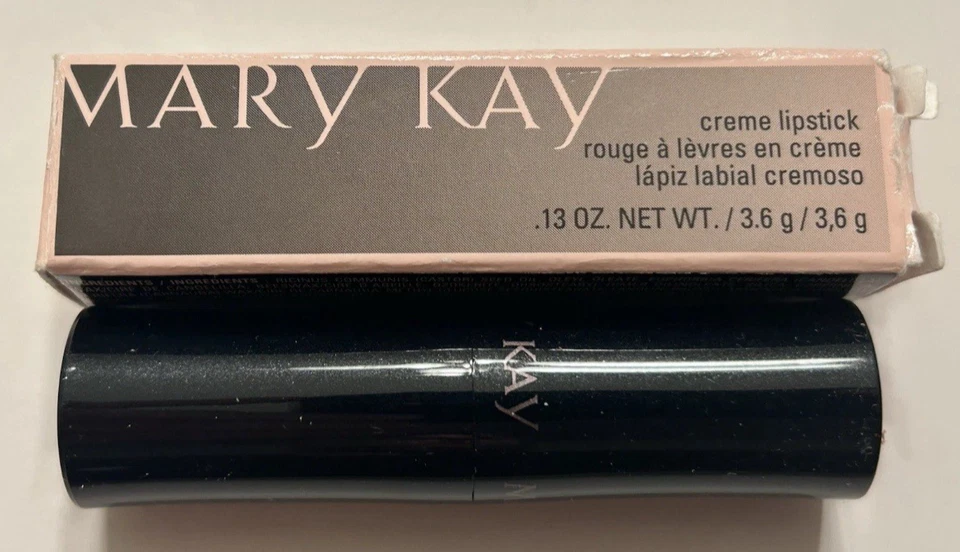 MARY KAY
creme lipstick
rouge à lèvres en crème
lápiz labial cremoso
.13 OZ. NET WT. / 3.6 g / 3,6 g
INGREDIENTS
KAY